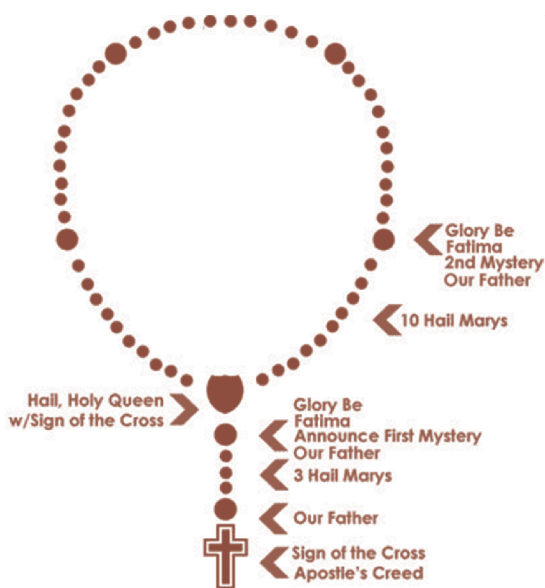 Glory Be
Fatima
2nd Mystery
Our Father
10 Hail Marys
Hail, Holy Queen
w/Sign of the Cross
Glory Be
Fatima
Announce First Mystery
Our Father
3 Hail Marys
Our Father
Sign of the Cross
Apostle's Creed